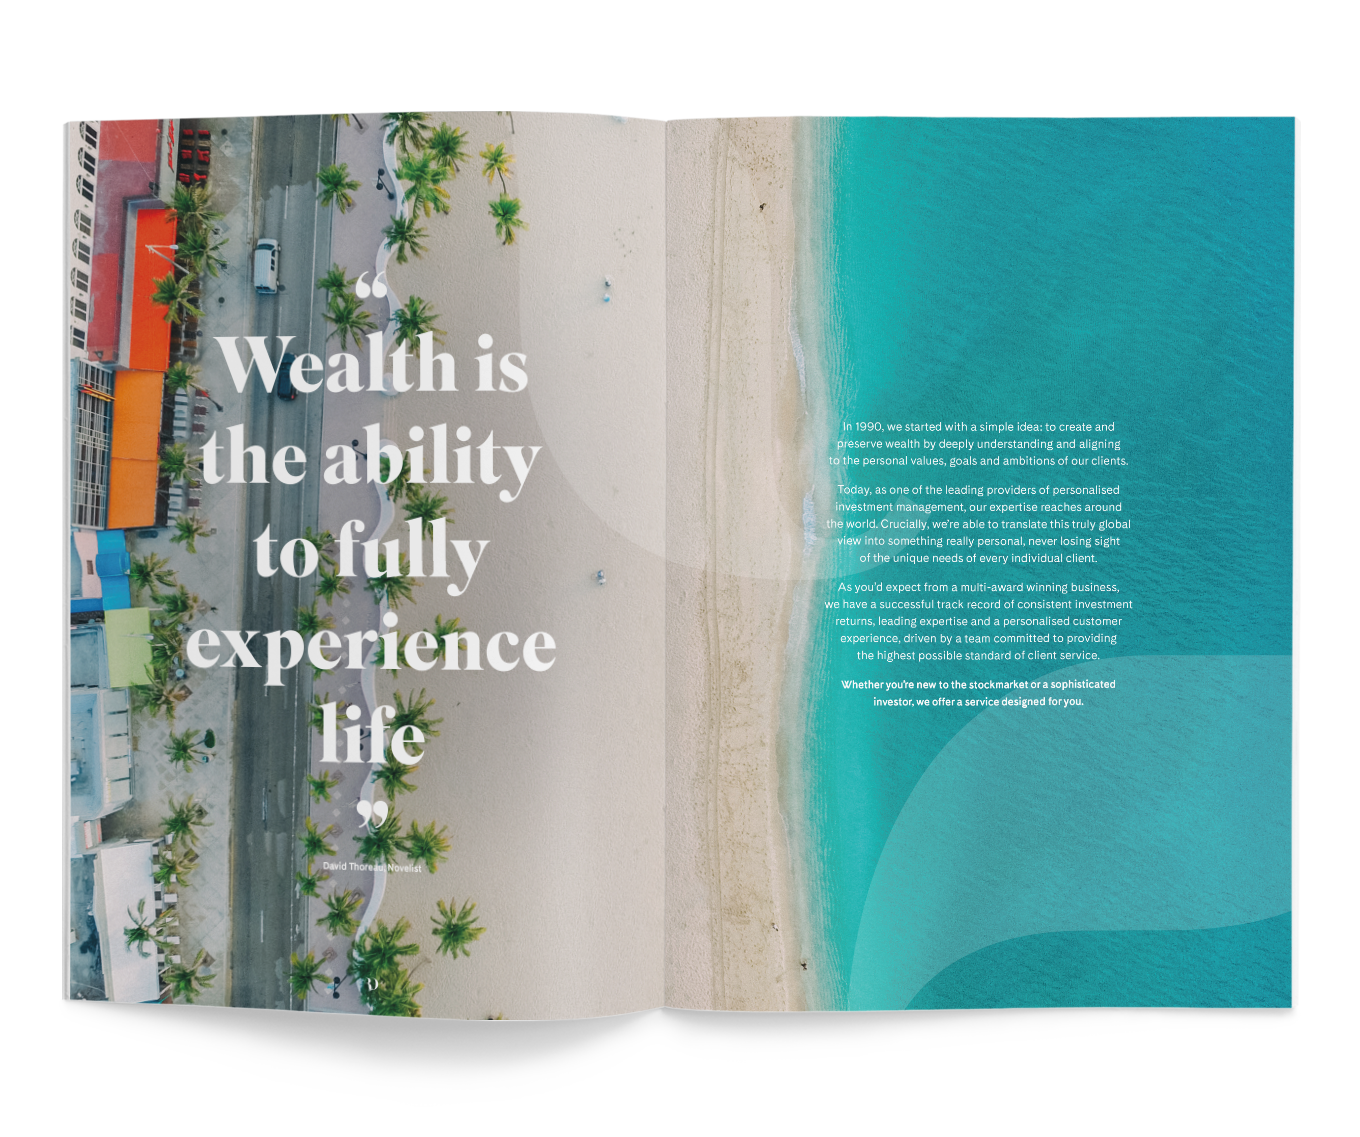 “
Wealth is
the ability
to fully
experience
life
”
David Thoreau, Novelist
In 1990, we started with a simple idea: to create and
preserve wealth by deeply understanding and aligning
to the personal values, goals and ambitions of our clients.
Today, as one of the leading providers of personalised
investment management, our expertise reaches around
the world. Crucially, we're able to translate this truly global
view into something really personal, never losing sight
of the unique needs of every individual client.
As you'd expect from a multi-award winning business,
we have a successful track record of consistent investment
returns, leading expertise and a personalised customer
experience, driven by a team committed to providing
the highest possible standard of client service.
Whether you're new to the stockmarket or a sophisticated
investor, we offer a service designed for you.